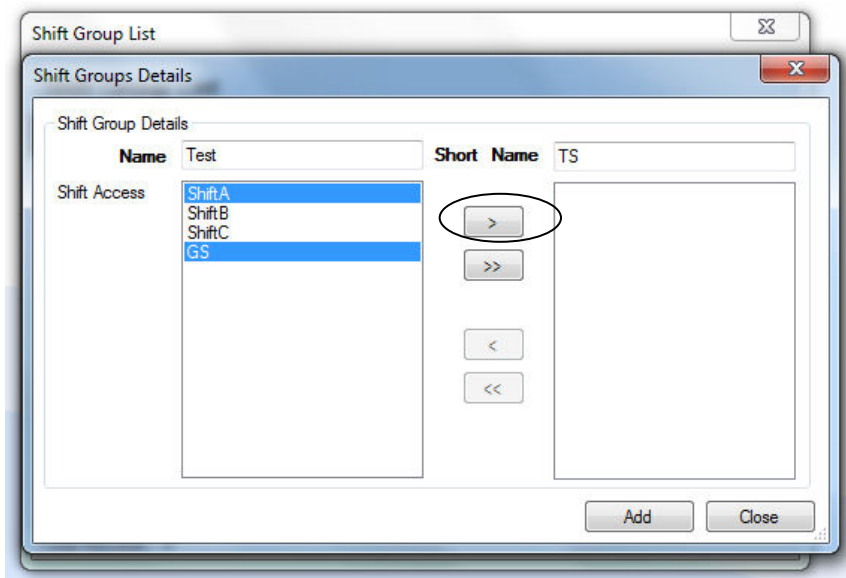 Shift Group List
Shift Groups Details
Shift Group Details
Name Test Short Name TS
Shift Access
ShiftA
ShiftB
ShiftC
GS
>
>>
<
<<
Add Close